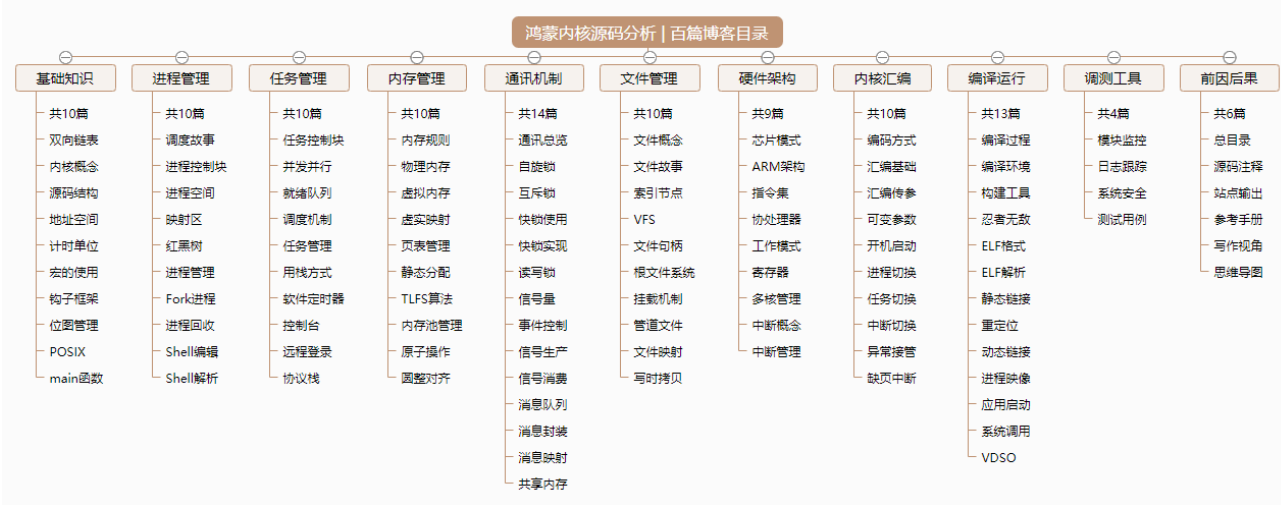 鸿蒙内核源码分析 | 百篇博客目录
基础知识
共10篇
双向链表
内核概念
源码结构
地址空间
计时单位
宏的使用
钩子框架
位图管理
POSIX
main函数
进程管理
共10篇
调度故事
进程控制块
进程空间
映射区
红黑树
进程管理
Fork进程
进程回收
Shell编辑
Shell解析
任务管理
共10篇
任务控制块
并发并行
就绪队列
调度机制
任务管理
用栈方式
软件定时器
控制台
远程登录
协议栈
内存管理
共10篇
内存规则
物理内存
虚拟内存
虚实映射
页表管理
静态分配
TLFS算法
内存池管理
原子操作
圆整对齐
通讯机制
共14篇
通讯总览
自旋锁
互斥锁
快锁使用
快锁实现
读写锁
信号量
事件控制
信号生产
信号消费
消息队列
消息封装
消息映射
共享内存
文件管理
共10篇
文件概念
文件故事
索引节点
VFS
文件句柄
根文件系统
挂载机制
管道文件
文件映射
写时拷贝
硬件架构
共9篇
芯片模式
ARM架构
指令集
协处理器
工作模式
寄存器
多核管理
中断概念
中断管理
内核汇编
共10篇
编码方式
汇编基础
汇编传参
可变参数
开机启动
进程切换
任务切换
中断切换
异常接管
缺页中断
编译运行
共13篇
编译过程
编译环境
构建工具
忍者无敌
ELF格式
ELF解析
静态链接
重定位
动态链接
进程映像
应用启动
系统调用
VDSO
调测工具
共4篇
模块监控
日志跟踪
系统安全
测试用例
前因后果
共6篇
总目录
源码注释
站点输出
参考手册
写作视角
思维导图